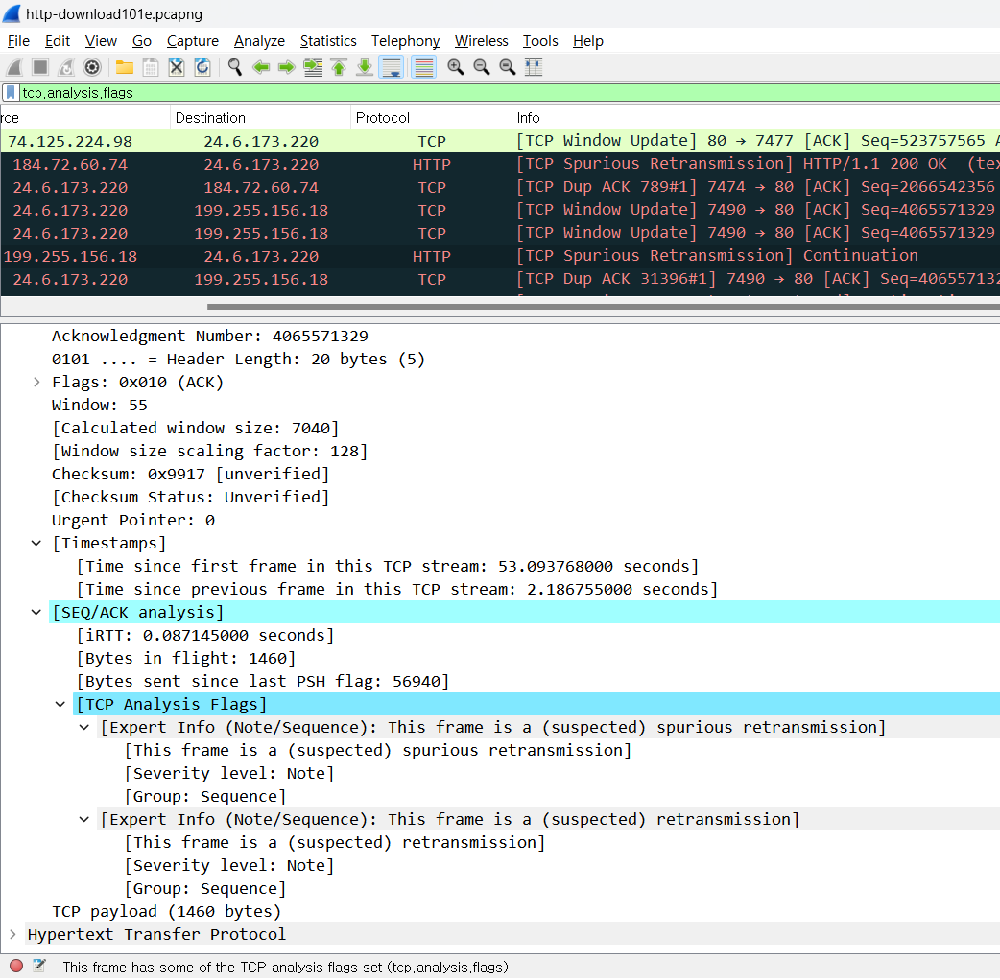 http-download101e.pcapng
File Edit View Go Capture Analyze Statistics Telephony Wireless Tools Help
tcp.analysis.flags
rce Destination Protocol Info
74.125.224.98 24.6.173.220 TCP [TCP Window Update] 80 → 7477 [ACK] Seq=523757565 A
184.72.60.74 24.6.173.220 HTTP [TCP Spurious Retransmission] HTTP/1.1 200 OK (tex
24.6.173.220 184.72.60.74 TCP [TCP Dup ACK 789#1] 7474 → 80 [ACK] Seq=2066542356
24.6.173.220 199.255.156.18 TCP [TCP Window Update] 7490 → 80 [ACK] Seq=4065571329
24.6.173.220 199.255.156.18 TCP [TCP Window Update] 7490 → 80 [ACK] Seq=4065571329
199.255.156.18 24.6.173.220 HTTP [TCP Spurious Retransmission] Continuation
24.6.173.220 199.255.156.18 TCP [TCP Dup ACK 31396#1] 7490 → 80 [ACK] Seq=406557132
Acknowledgment Number: 4065571329
0101 .... = Header Length: 20 bytes (5)
Flags: 0x010 (ACK)
Window: 55
[Calculated window size: 7040]
[Window size scaling factor: 128]
Checksum: 0x9917 [unverified]
[Checksum Status: Unverified]
Urgent Pointer: 0
[Timestamps]
[Time since first frame in this TCP stream: 53.093768000 seconds]
[Time since previous frame in this TCP stream: 2.186755000 seconds]
[SEQ/ACK analysis]
[iRTT: 0.087145000 seconds]
[Bytes in flight: 1460]
[Bytes sent since last PSH flag: 56940]
[TCP Analysis Flags]
[Expert Info (Note/Sequence): This frame is a (suspected) spurious retransmission]
[This frame is a (suspected) spurious retransmission]
[Severity level: Note]
[Group: Sequence]
[Expert Info (Note/Sequence): This frame is a (suspected) retransmission]
[This frame is a (suspected) retransmission]
[Severity level: Note]
[Group: Sequence]
TCP payload (1460 bytes)
Hypertext Transfer Protocol
This frame has some of the TCP analysis flags set (tcp.analysis.flags)